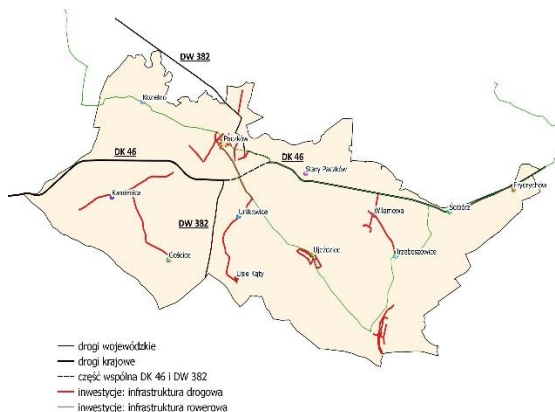 DW 382
Kozielno
Paczków
DK 46
DK 46
Stary Paczków
Frydrychów
Kamienica
Ścibórz
Wilamowa
DW 382
Unikowice
Ujeździec
Trzeboszowice
Gościce
Lisie Kąty
drogi wojewódzkie
drogi krajowe
część wspólna DK 46 i DW 382
inwestycje: infrastruktura drogowa
inwestycje: infrastruktura rowerowa